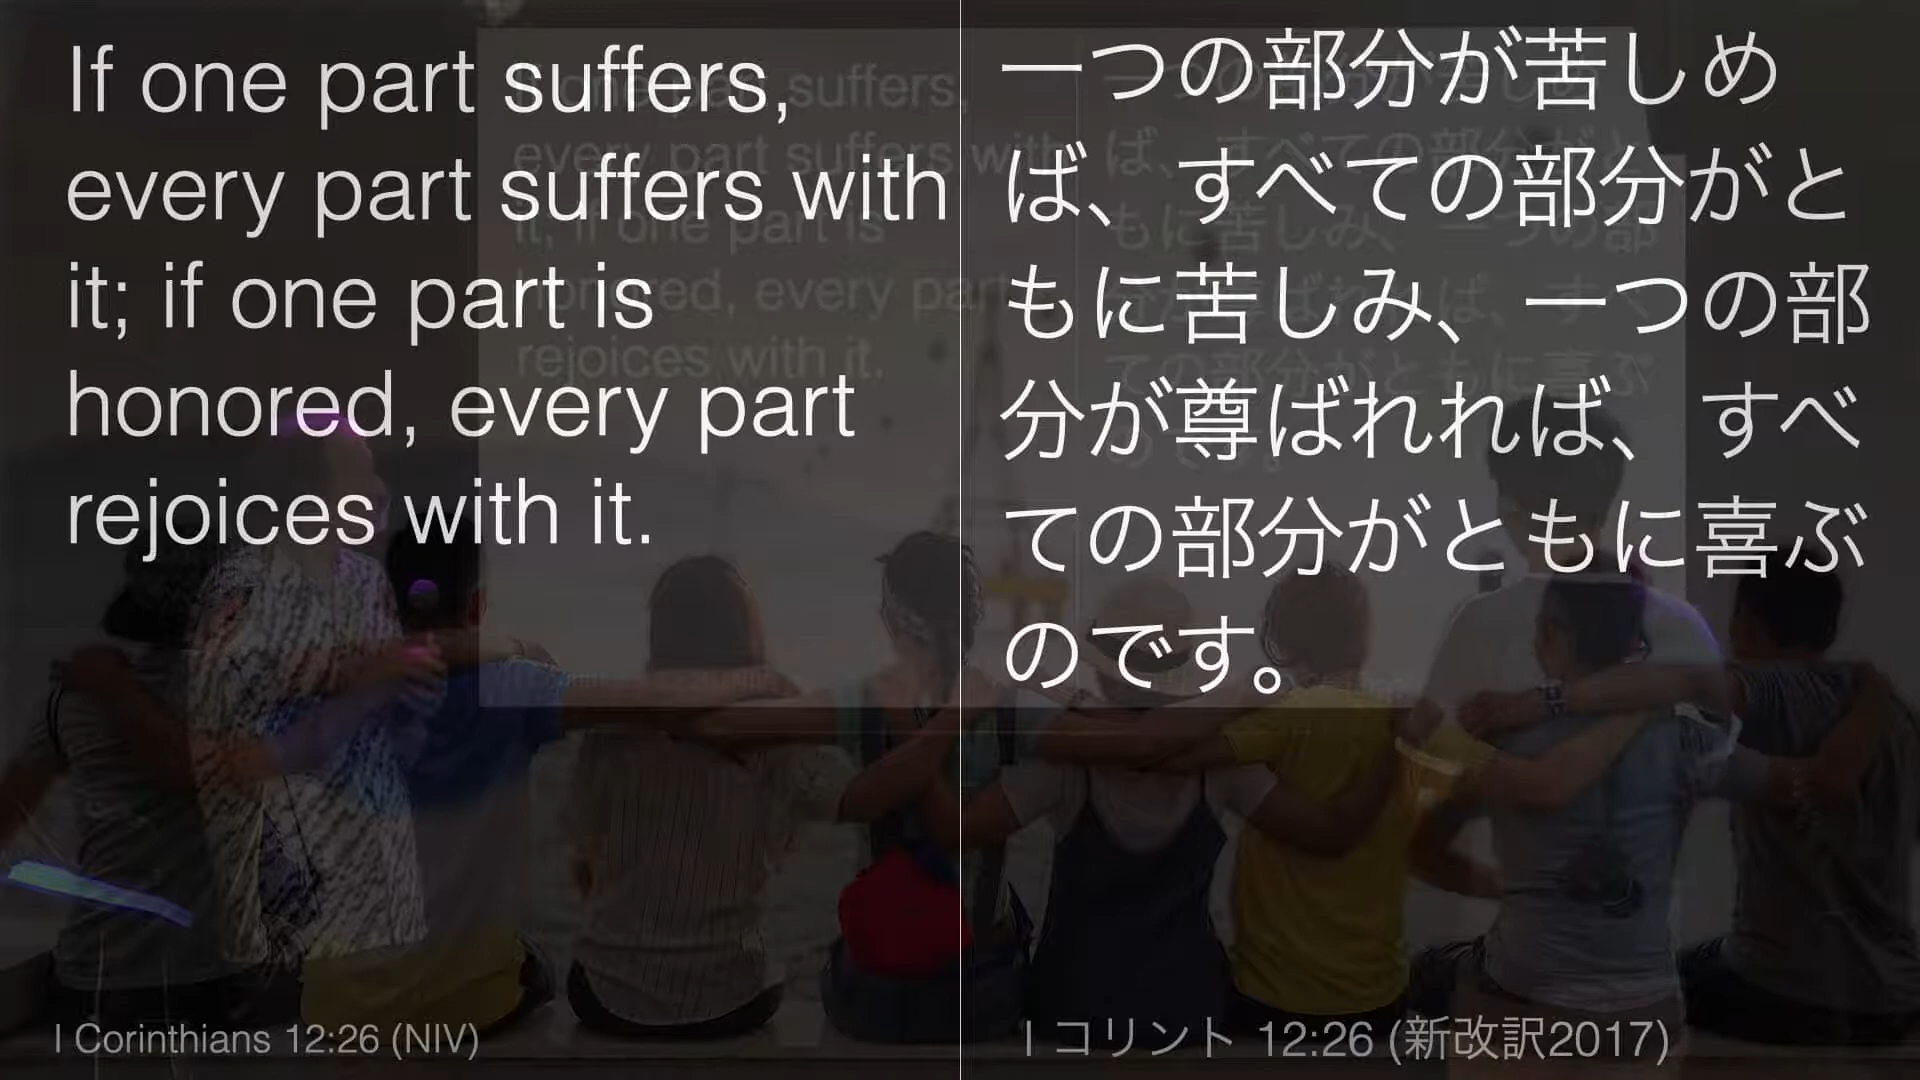 If one part suffers,
every part suffers with
it; if one part is
honored, every part
rejoices with it.
I Corinthians 12:26 (NIV)
一つの部分が苦しめ
ば、すべての部分がと
もに苦しみ、一つの部
分が尊ばれれば、すべ
ての部分がともに喜ぶ
のです。
I コリント 12:26 (新改訳2017)